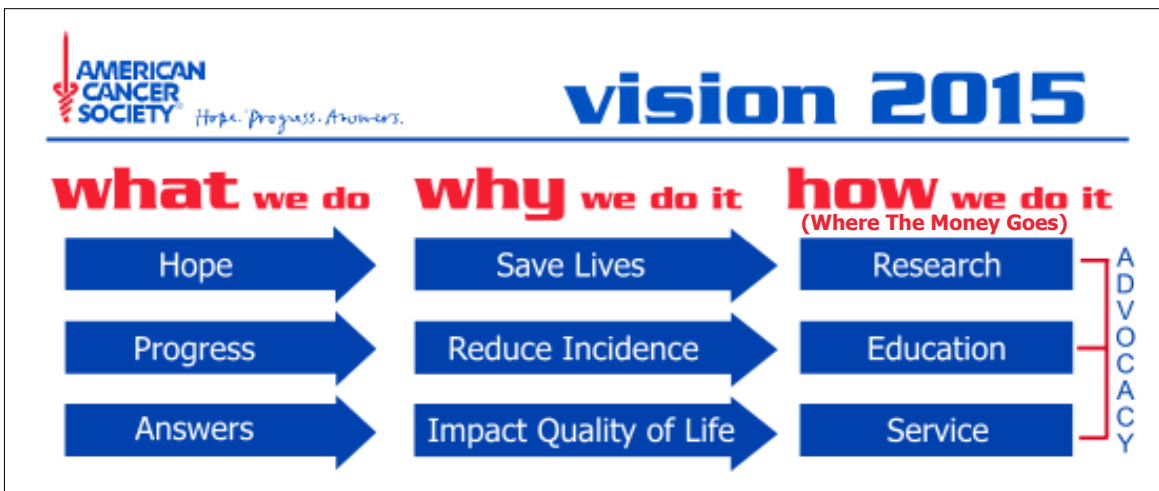 AMERICAN
CANCER
SOCIETY®
Hope.Progress.Answers.
vision 2015
what we do
why we do it
how we do it
(Where The Money Goes)
Hope
Save Lives
Research
Progress
Reduce Incidence
Education
Answers
Impact Quality of Life
Service
ADVOCACY